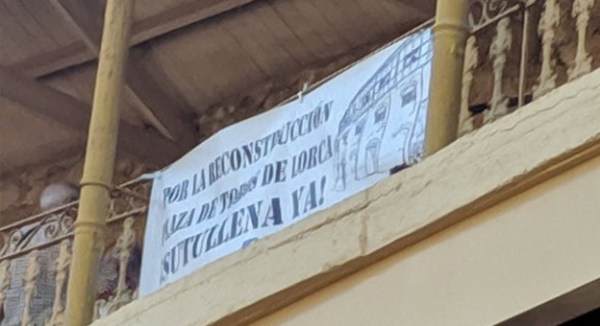 POR LA RECONSTRUCCIÓN
PLAZA DE TOROS DE LORCA
SUTULLENA YA!